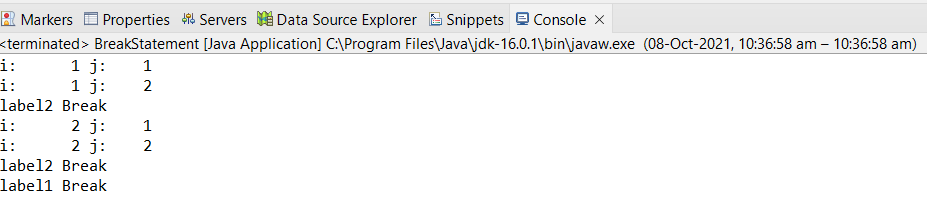 Markers Properties Servers Data Source Explorer Snippets Console
<terminated> BreakStatement [Java Application] C:\Program Files\Java\jdk-16.0.1\bin\javaw.exe (08-Oct-2021, 10:36:58 am – 10:36:58 am)
i:       1 j:     1
i:       1 j:     2
label2 Break
i:       2 j:     1
i:       2 j:     2
label2 Break
label1 Break